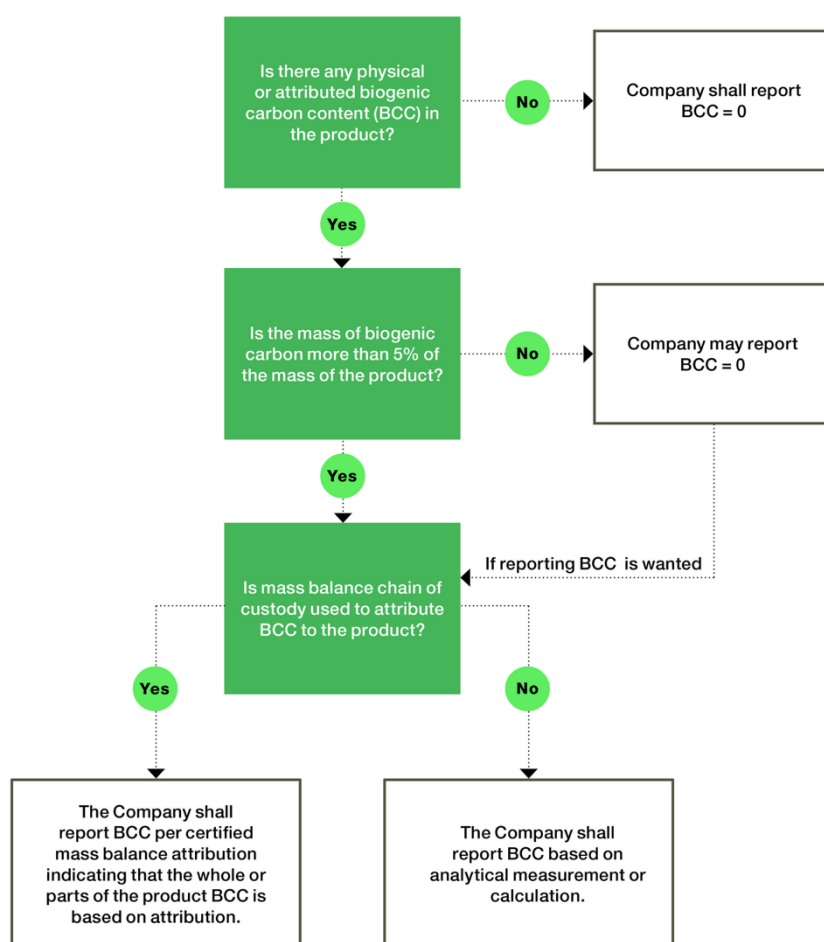 Is there any physical
or attributed biogenic
carbon content (BCC) in
the product?
No
Company shall report
BCC = 0
Yes
Is the mass of biogenic
carbon more than 5% of
the mass of the product?
No
Company may report
BCC = 0
Yes
If reporting BCC is wanted
Is mass balance chain of
custody used to attribute
BCC to the product?
Yes
No
The Company shall
report BCC per certified
mass balance attribution
indicating that the whole or
parts of the product BCC is
based on attribution.
The Company shall
report BCC based on
analytical measurement or
calculation.